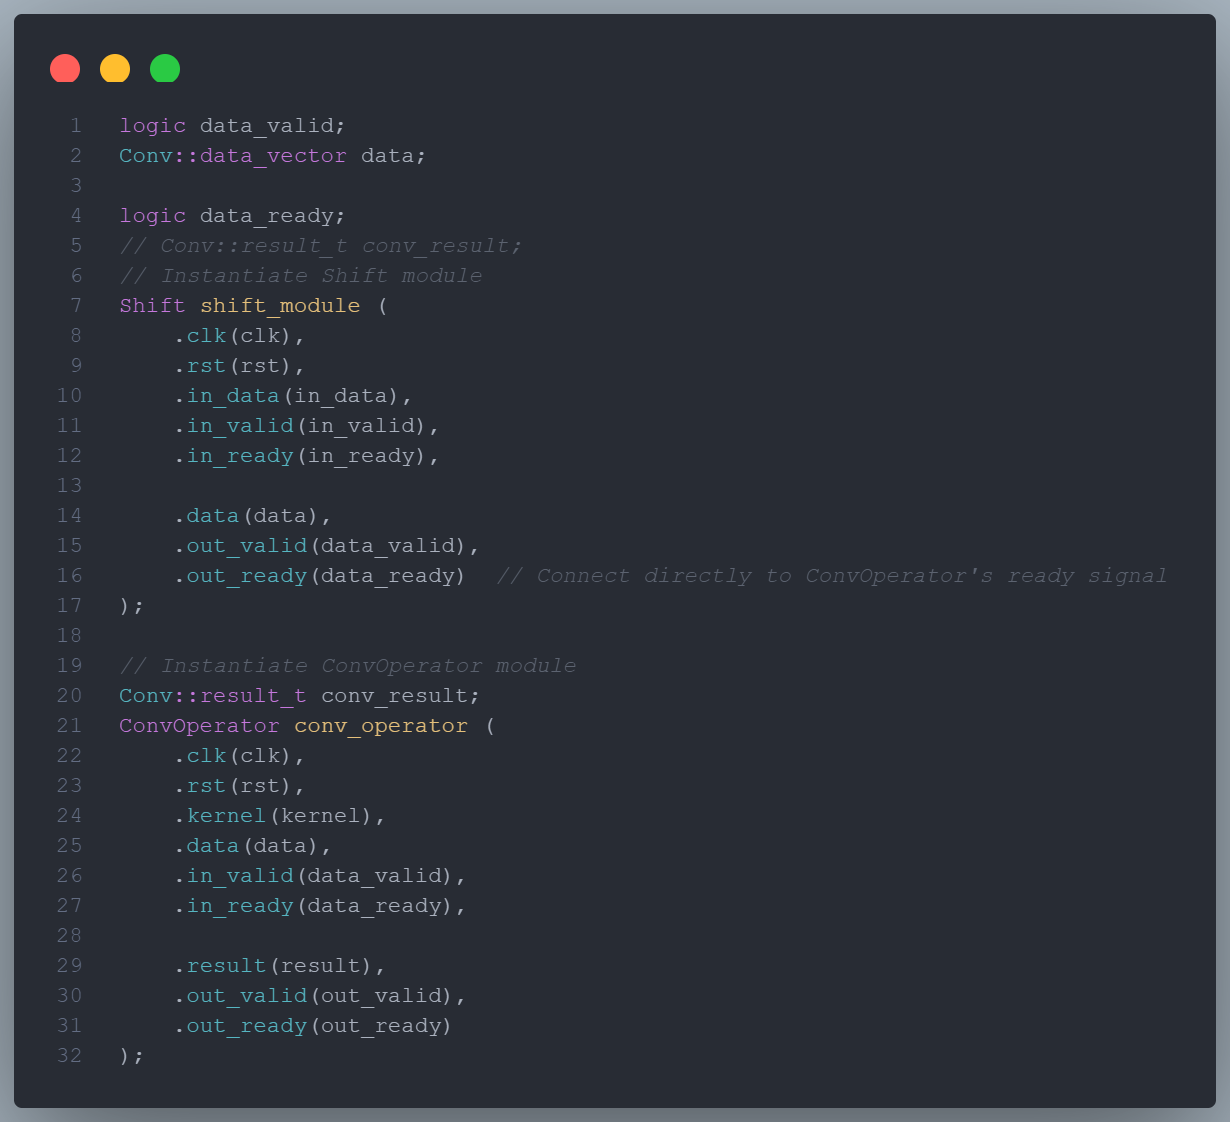 1 logic data_valid;
2 Conv::data_vector data;
3
4 logic data_ready;
5 // Conv::result_t conv_result;
6 // Instantiate Shift module
7 Shift shift_module (
8     .clk(clk),
9     .rst(rst),
10     .in_data(in_data),
11     .in_valid(in_valid),
12     .in_ready(in_ready),
13
14     .data(data),
15     .out_valid(data_valid),
16     .out_ready(data_ready)  // Connect directly to ConvOperator's ready signal
17 );
18
19 // Instantiate ConvOperator module
20 Conv::result_t conv_result;
21 ConvOperator conv_operator (
22     .clk(clk),
23     .rst(rst),
24     .kernel(kernel),
25     .data(data),
26     .in_valid(data_valid),
27     .in_ready(data_ready),
28
29     .result(result),
30     .out_valid(out_valid),
31     .out_ready(out_ready)
32 );